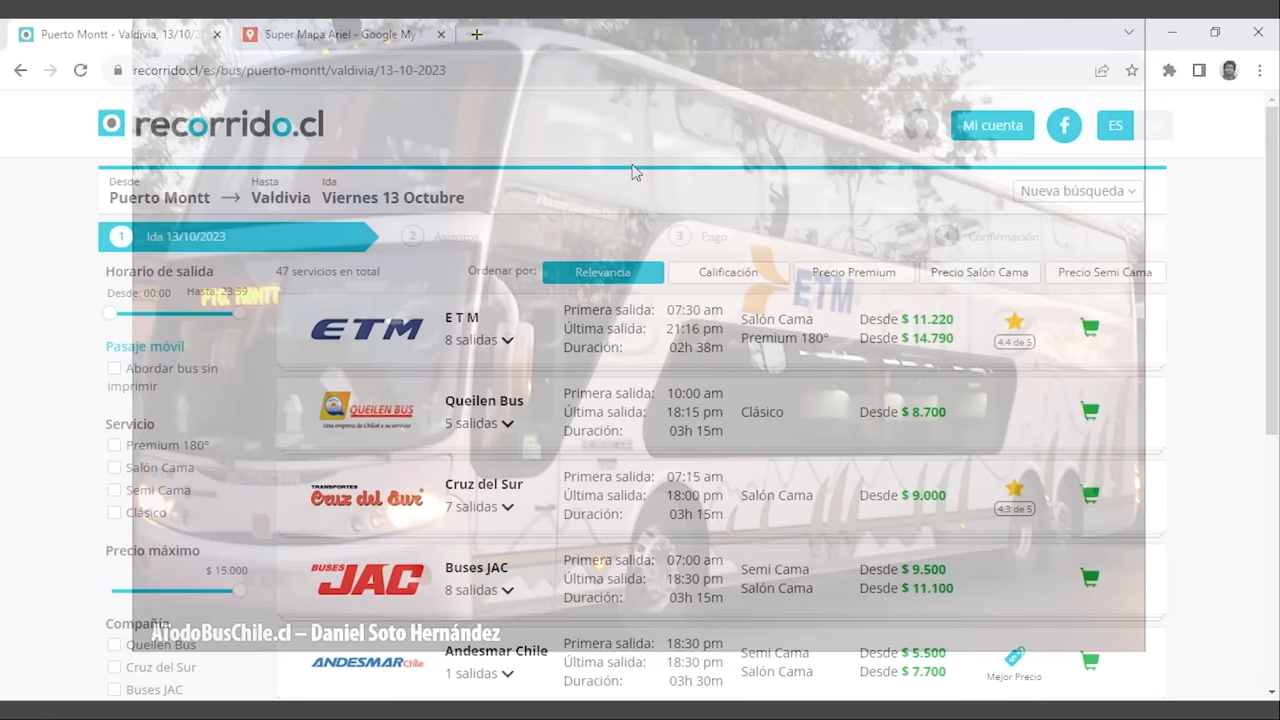 Puerto Montt - Valdivia, 13/10/2
Super Mapa Ariel - Google My
recorrido.cl/es/bus/puerto-montt/valdivia/13-10-2023
recorrido.cl
Mi cuenta
ES
Desde Hasta Ida
Puerto Montt → Valdivia Viernes 13 Octubre
Nueva búsqueda
1 Ida 13/10/2023 2 Asientos 3 Pago 4 Confirmación
Horario de salida
Desde: 00:00 Hasta: 23:59
PTO. MONTT
47 servicios en total
Ordenar por: Relevancia Calificación Precio Premium Precio Salón Cama Precio Semi Cama
Pasaje móvil
Abordar bus sin
imprimir
Servicio
Premium 180°
Salón Cama
Semi Cama
Clásico
Precio máximo
$ 15.000
Compañía
Queilen Bus
Cruz del Sur
Buses JAC
ETM
ETM
E T M
8 salidas
Primera salida: 07:30 am
Última salida: 21:16 pm
Duración: 02h 38m
Salón Cama Desde $ 11.220
Premium 180° Desde $ 14.790
4.4 de 5
QUEILEN BUS
Una empresa de Chiloé a su servicio
Queilen Bus
5 salidas
Primera salida: 10:00 am
Última salida: 18:15 pm
Duración: 03h 15m
Clásico Desde $ 8.700
TRANSPORTES
Cruz del Sur
Cruz del Sur
7 salidas
Primera salida: 07:15 am
Última salida: 18:00 pm
Duración: 03h 15m
Salón Cama Desde $ 9.000
4.3 de 5
BUSES
JAC
Buses JAC
8 salidas
Primera salida: 07:00 am
Última salida: 18:30 pm
Duración: 03h 15m
Semi Cama Desde $ 9.500
Salón Cama Desde $ 11.100
ANDESMAR Chile
Andesmar Chile
1 salidas
Primera salida: 18:30 pm
Última salida: 18:30 pm
Duración: 03h 30m
Semi Cama Desde $ 5.500
Salón Cama Desde $ 7.700
Mejor Precio
ATodoBusChile.cl – Daniel Soto Hernández